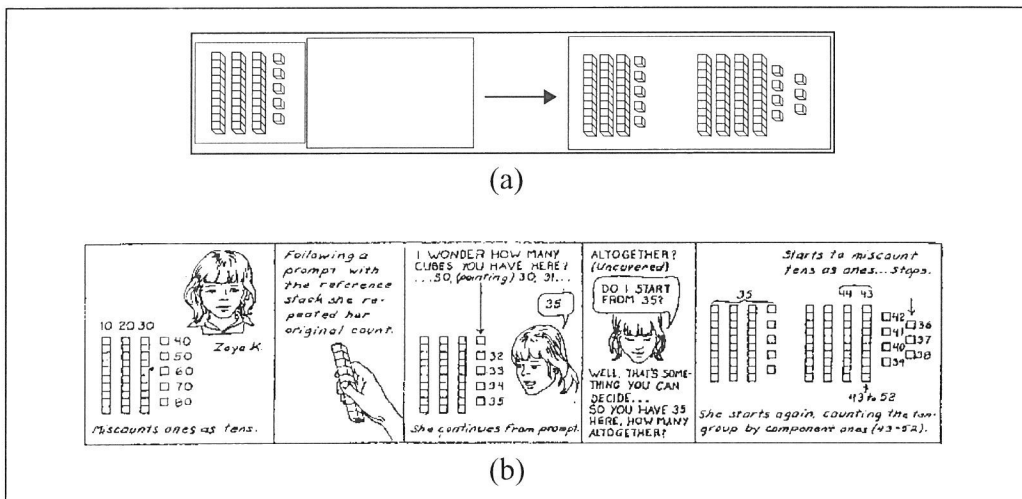 (a)
10 20 30
40
50
60
70
80
Zoya K.
Miscounts ones as tens.
Following a
prompt with
the reference
stack she re-
peated her
original count.
I WONDER HOW MANY
CUBES YOU HAVE HERE?
...30, (pointing) 30, 31...
35
32
33
34
35
She continues from prompt.
ALTOGETHER?
(Uncovered)
DO I START
FROM 35?
WELL, THAT'S SOME-
THING YOU CAN
DECIDE...
SO YOU HAVE 35
HERE, HOW MANY
ALTOGETHER?
Starts to miscount
tens as ones...stops.
35
44 43
42
41
40
39
36
37
38
43 to 52
She starts again, counting the ten-
group by component ones (43-52).
(b)